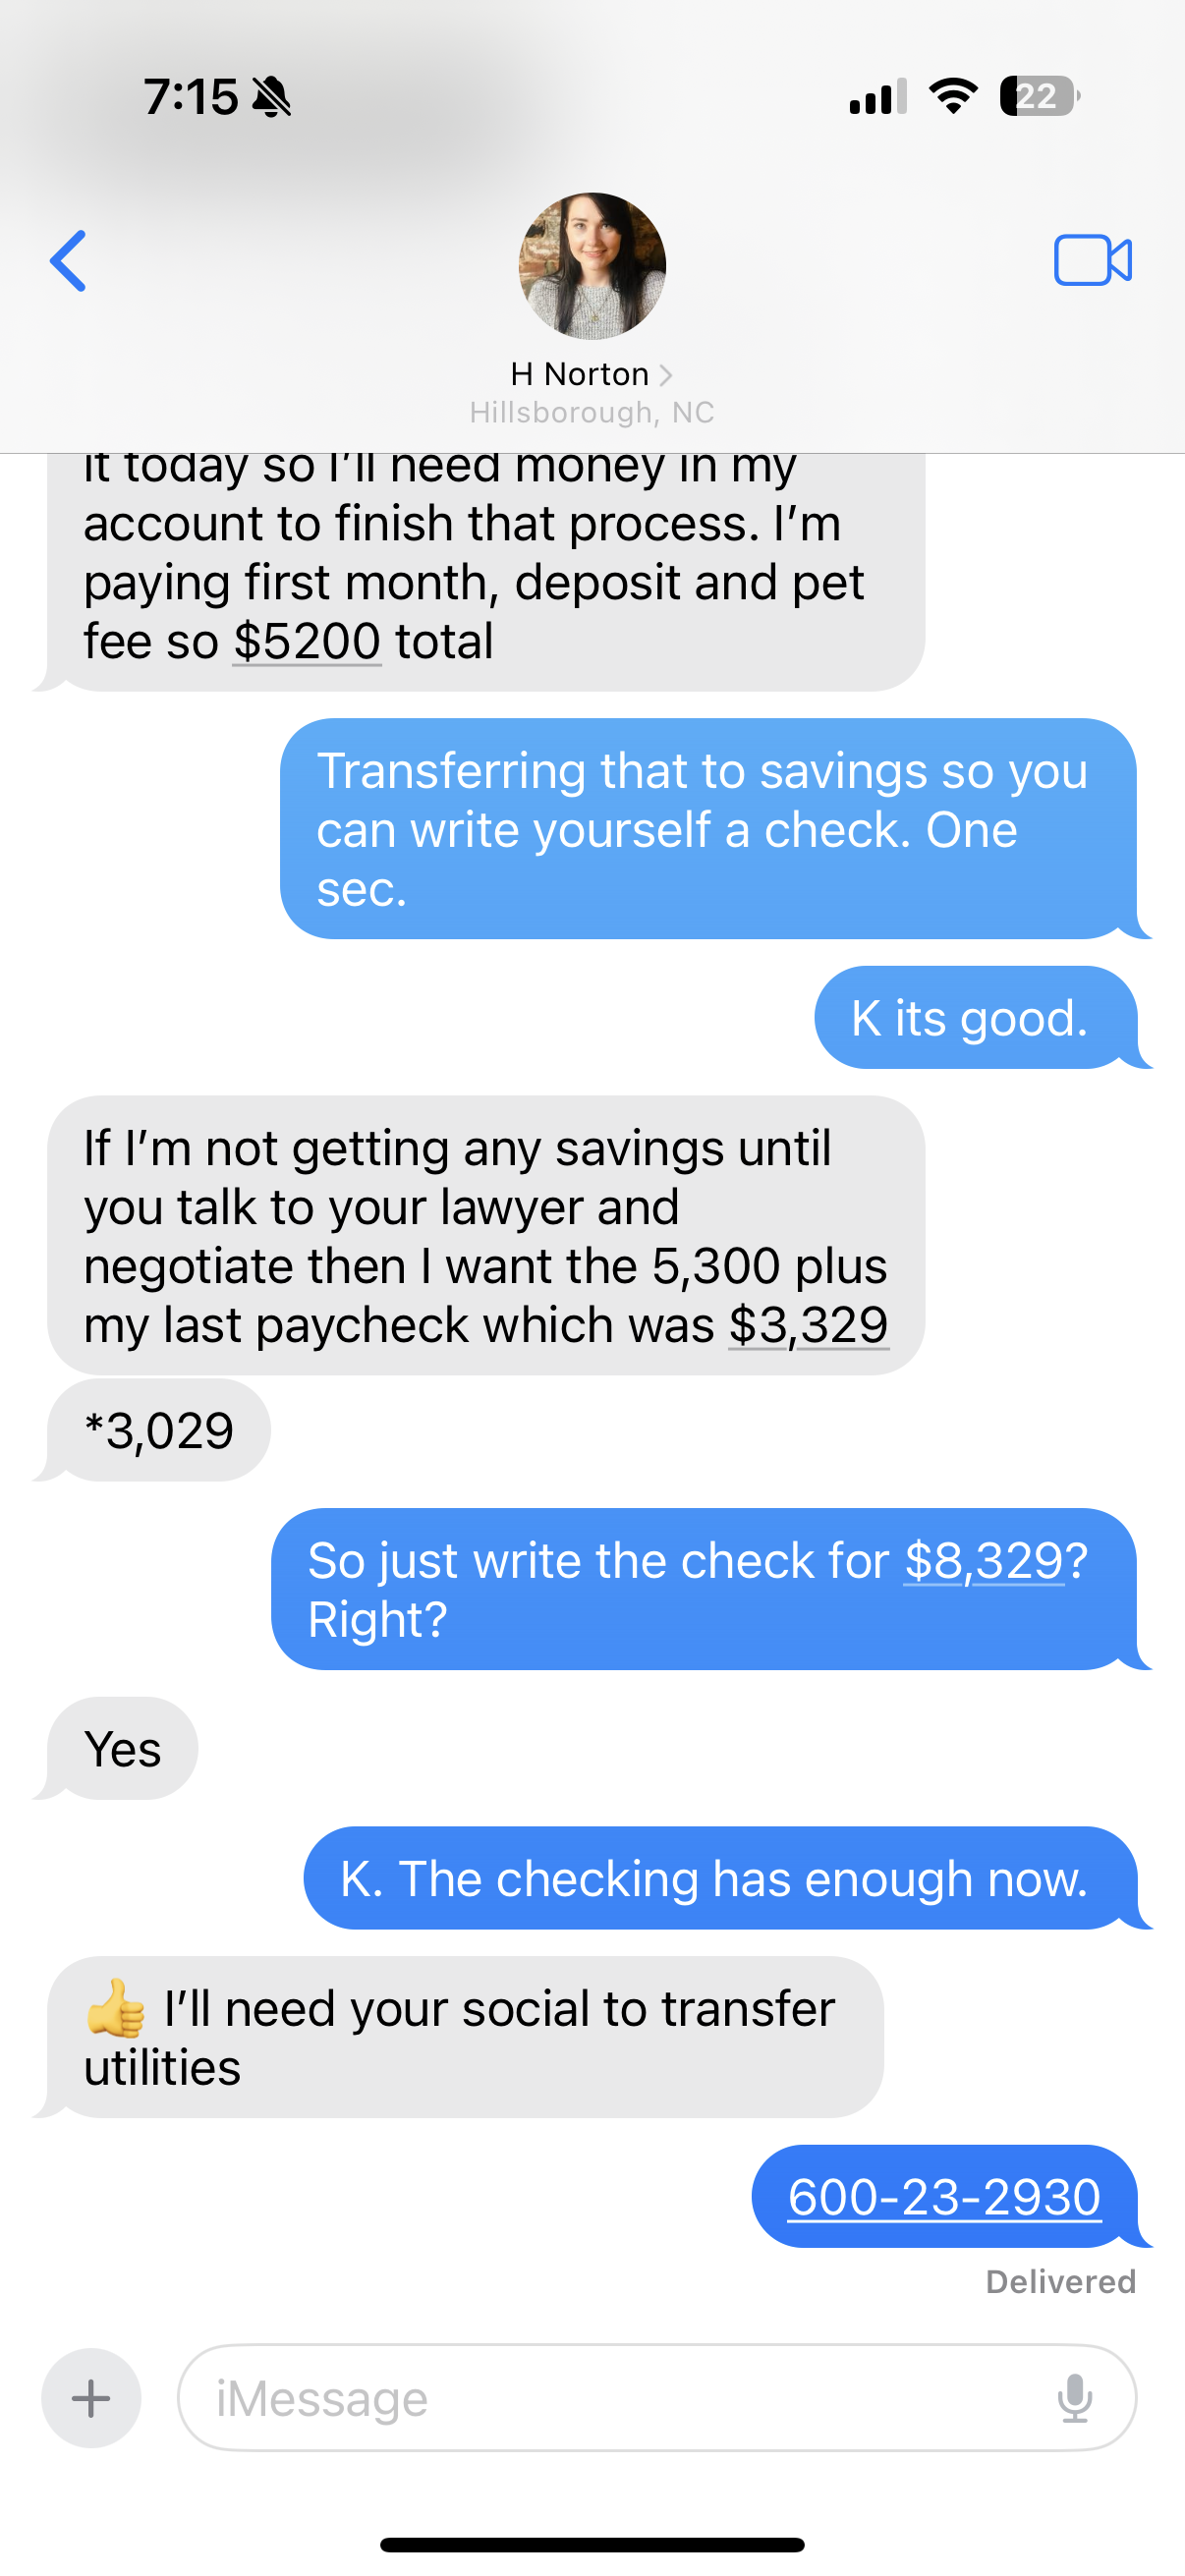 7:15
22
H Norton
Hillsborough, NC
it today so I’ll need money in my
account to finish that process. I’m
paying first month, deposit and pet
fee so $5200 total
Transferring that to savings so you
can write yourself a check. One
sec.
K its good.
If I’m not getting any savings until
you talk to your lawyer and
negotiate then I want the 5,300 plus
my last paycheck which was $3,329
*3,029
So just write the check for $8,329?
Right?
Yes
K. The checking has enough now.
👍 I’ll need your social to transfer
utilities
600-23-2930
Delivered
iMessage